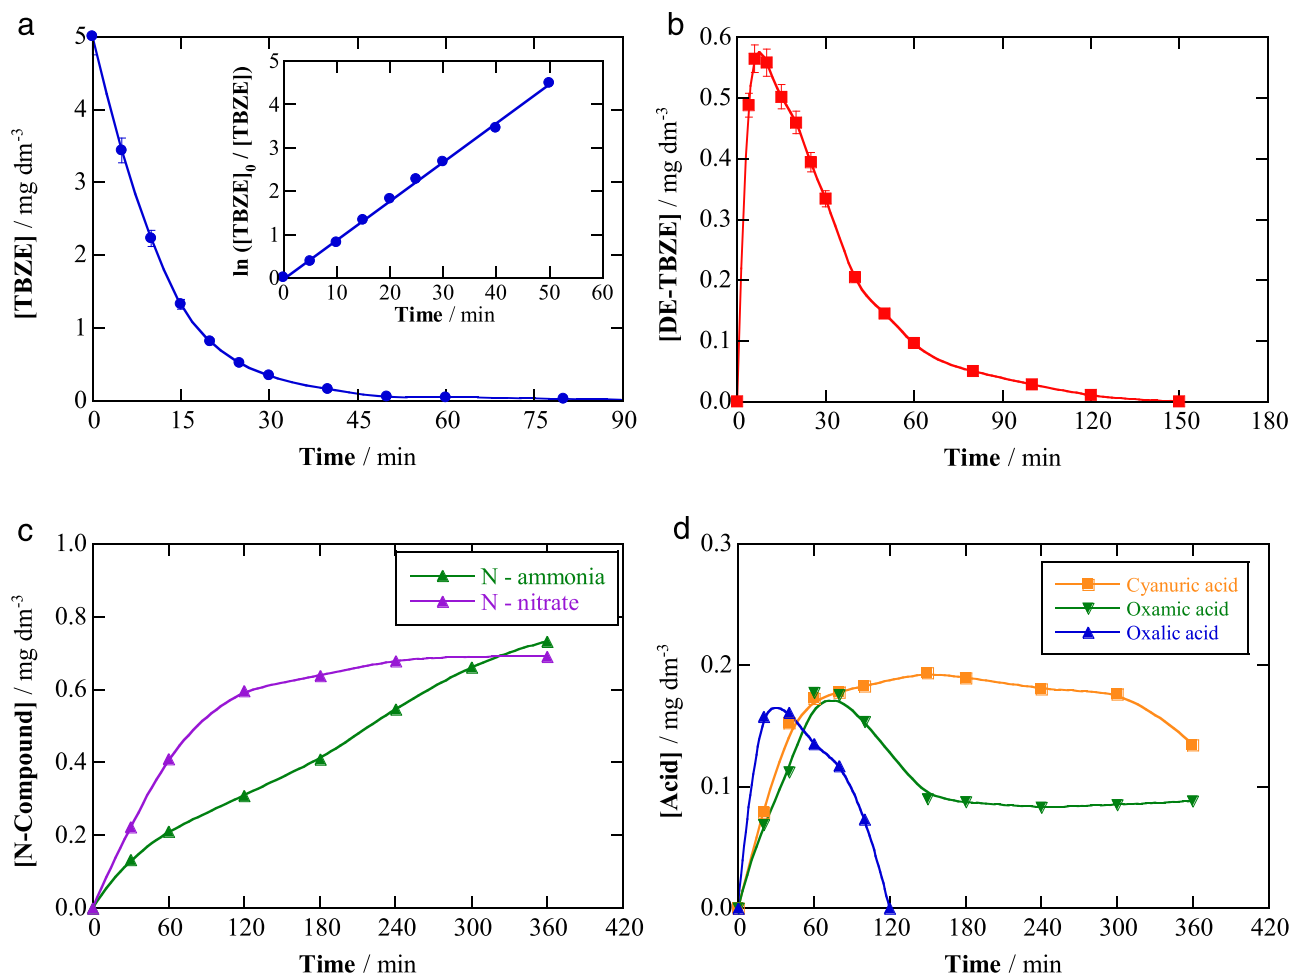 a
[TBZE] / mg dm-3
5
4
3
2
1
0
0 15 30 45 60 75 90
Time / min
ln ([TBZE]0 / [TBZE])
5
4
3
2
1
0
0 10 20 30 40 50 60
Time / min
b
[DE-TBZE] / mg dm-3
0.6
0.5
0.4
0.3
0.2
0.1
0.0
0 30 60 90 120 150 180
Time / min
c
[N-Compound] / mg dm-3
1.0
0.8
0.6
0.4
0.2
0.0
0 60 120 180 240 300 360 420
Time / min
N - ammonia
N - nitrate
d
[Acid] / mg dm-3
0.3
0.2
0.1
0.0
0 60 120 180 240 300 360 420
Time / min
Cyanuric acid
Oxamic acid
Oxalic acid